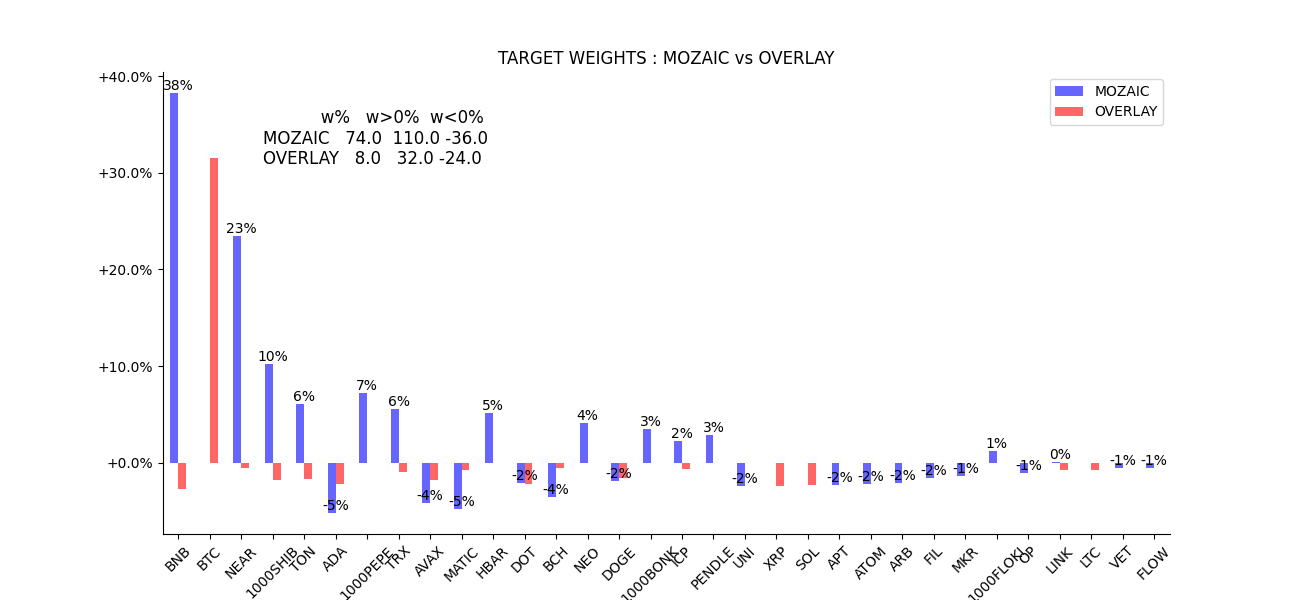 TARGET WEIGHTS : MOZAIC vs OVERLAY
+40.0%
+30.0%
+20.0%
+10.0%
+0.0%
w% w>0% w<0%
MOZAIC 74.0 110.0 -36.0
OVERLAY 8.0 32.0 -24.0
MOZAIC
OVERLAY
38%
23%
10%
6%
-5%
7%
6%
-4%
-5%
5%
-2%
-4%
4%
-2%
3%
2%
3%
-2%
-2%
-2%
-2%
-2%
-1%
1%
-1%
0%
-1%
-1%
BNB
BTC
NEAR
1000SHIB
TON
ADA
1000PEPE
TRX
AVAX
MATIC
HBAR
DOT
BCH
NEO
DOGE
1000BONK
ICP
PENDLE
UNI
XRP
SOL
APT
ATOM
ARB
FIL
MKR
1000FLOKI
OP
LINK
LTC
VET
FLOW